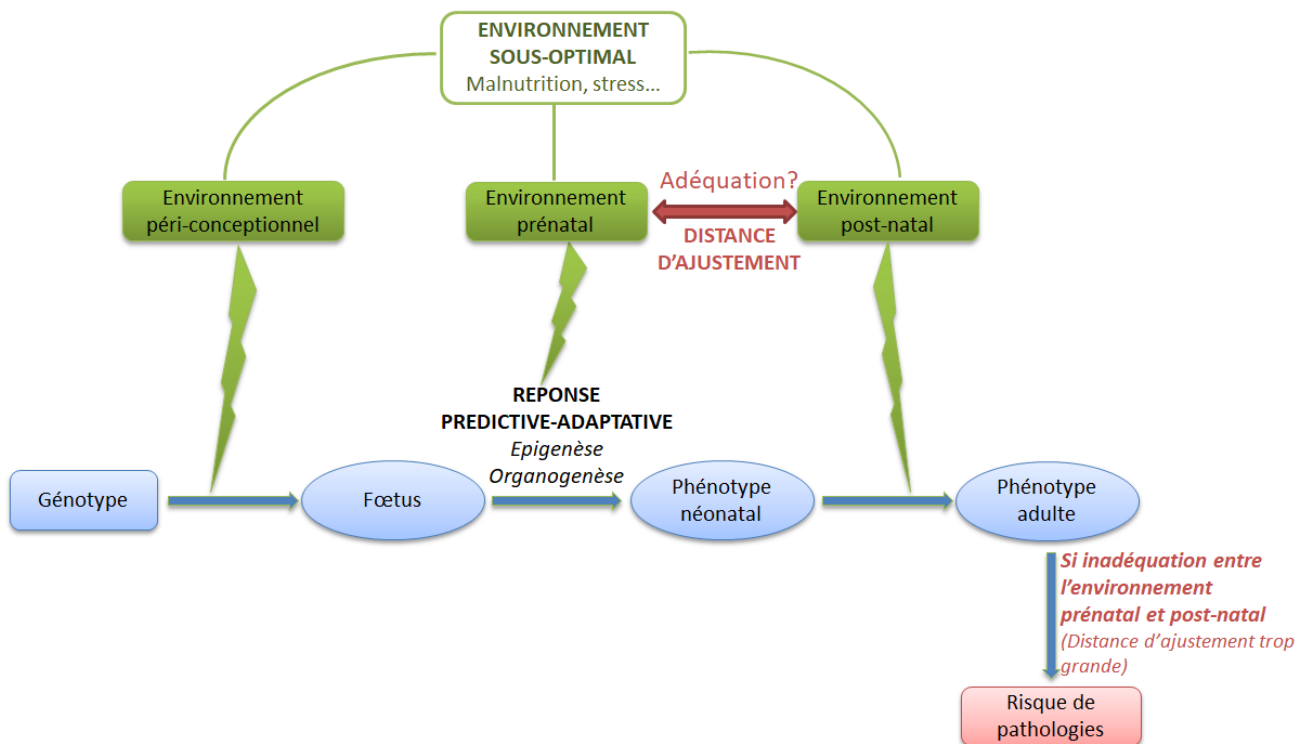 ENVIRONNEMENT
SOUS-OPTIMAL
Malnutrition, stress...
Environnement
péri-conceptionnel
Environnement
prénatal
Adéquation?
DISTANCE
D'AJUSTEMENT
Environnement
post-natal
REPONSE
PREDICTIVE-ADAPTATIVE
Epigenèse
Organogenèse
Génotype
Fœtus
Phénotype
néonatal
Phénotype
adulte
Si inadéquation entre
l'environnement
prénatal et post-natal
(Distance d'ajustement trop
grande)
Risque de
pathologies